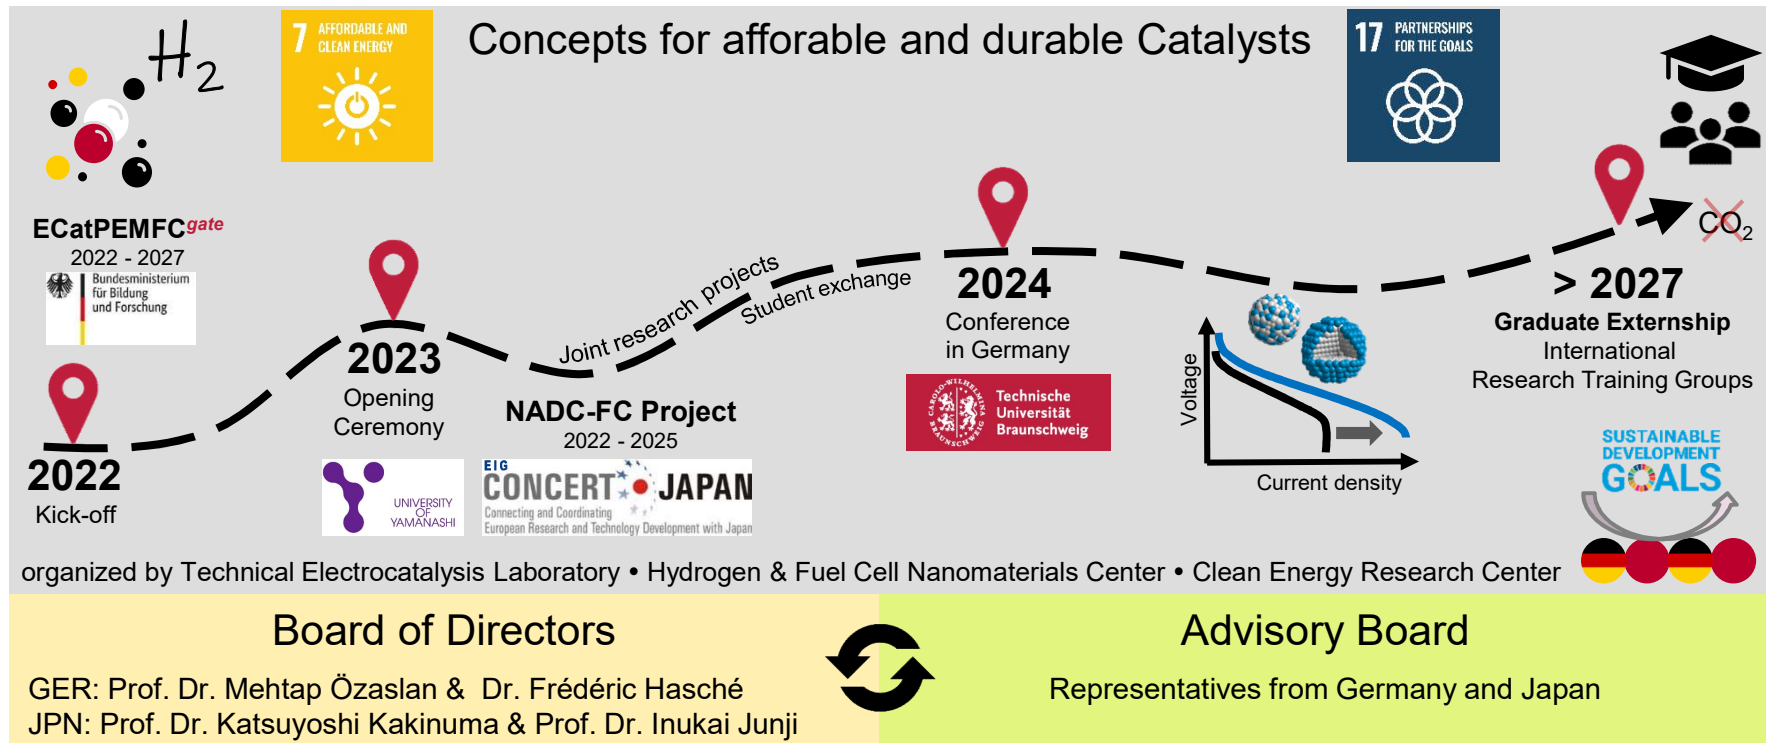 H2
7 AFFORDABLE AND
CLEAN ENERGY
Concepts for afforable and durable Catalysts
17 PARTNERSHIPS
FOR THE GOALS
ECatPEMFCgate
2022 - 2027
Bundesministerium
für Bildung
und Forschung
2022
Kick-off
2023
Opening
Ceremony
UNIVERSITY
OF
YAMANASHI
Joint research projects
Student exchange
NADC-FC Project
2022 - 2025
EIG
CONCERT JAPAN
Connecting and Coordinating
European Research and Technology Development with Japan
2024
Conference
in Germany
CAROLO-WILHELMINA
BRAUNSCHWEIG
Technische
Universität
Braunschweig
Voltage
Current density
CO2
> 2027
Graduate Externship
International
Research Training Groups
SUSTAINABLE
DEVELOPMENT
GOALS
organized by Technical Electrocatalysis Laboratory • Hydrogen & Fuel Cell Nanomaterials Center • Clean Energy Research Center
Board of Directors
GER: Prof. Dr. Mehtap Özaslan & Dr. Frédéric Hasché
JPN: Prof. Dr. Katsuyoshi Kakinuma & Prof. Dr. Inukai Junji
Advisory Board
Representatives from Germany and Japan